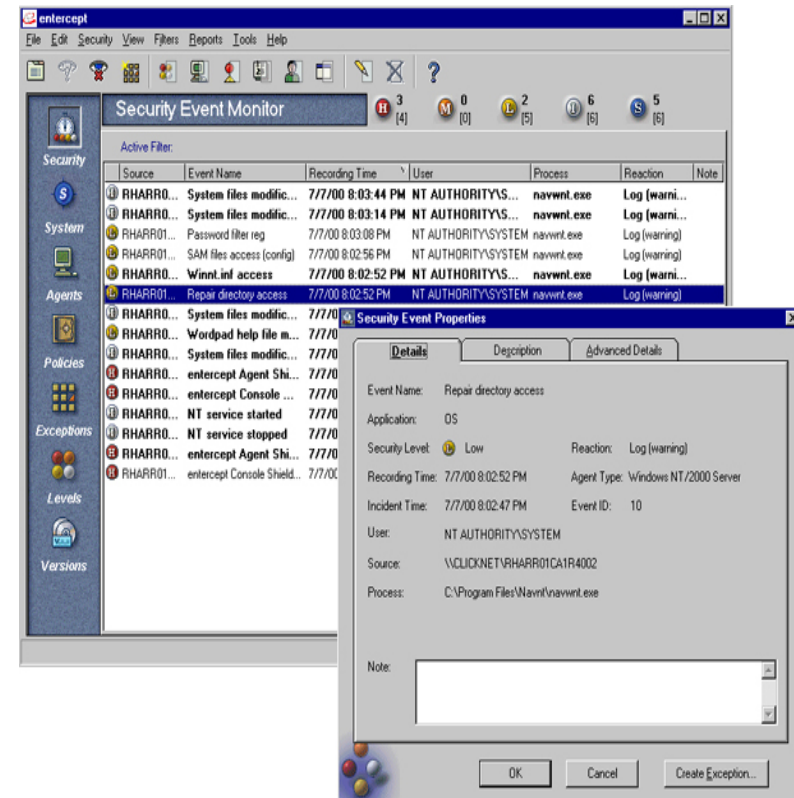 entercept
File Edit Security View Filters Reports Tools Help
Security Event Monitor H 3 [4] M 0 [0] L 2 [5] i 6 [6] S 5 [6]
Active Filter:
Security
System
Agents
Policies
Exceptions
Levels
Versions
Source Event Name Recording Time User Process Reaction Note
RHARR0... System files modific... 7/7/00 8:03:44 PM NT AUTHORITY\S... navwnt.exe Log (warni...
RHARR0... System files modific... 7/7/00 8:03:14 PM NT AUTHORITY\S... navwnt.exe Log (warni...
RHARR01... Password filter reg 7/7/00 8:03:08 PM NT AUTHORITY\SYSTEM navwnt.exe Log (warning)
RHARR01... SAM files access (config) 7/7/00 8:02:56 PM NT AUTHORITY\SYSTEM navwnt.exe Log (warning)
RHARR0... Winnt.inf access 7/7/00 8:02:52 PM NT AUTHORITY\S... navwnt.exe Log (warni...
RHARR01... Repair directory access 7/7/00 8:02:52 PM NT AUTHORITY\SYSTEM navwnt.exe Log (warning)
RHARR0... System files modific... 7/7/0
RHARR0... Wordpad help file m... 7/7/0
RHARR0... System files modific... 7/7/0
RHARR0... entercept Agent Shi... 7/7/0
RHARR0... entercept Console ... 7/7/0
RHARR0... NT service started 7/7/0
RHARR0... NT service stopped 7/7/0
RHARR0... entercept Agent Shi... 7/7/0
RHARR01... entercept Console Shield... 7/7/00
Security Event Properties
Details Description Advanced Details
Event Name: Repair directory access
Application: OS
Security Level: Low Reaction: Log (warning)
Recording Time: 7/7/00 8:02:52 PM Agent Type: Windows NT/2000 Server
Incident Time: 7/7/00 8:02:47 PM Event ID: 10
User: NT AUTHORITY\SYSTEM
Source: \\CLICKNET\RHARR01CA1R4002
Process: C:\Program Files\Navnt\navwnt.exe
Note:
OK Cancel Create Exception...